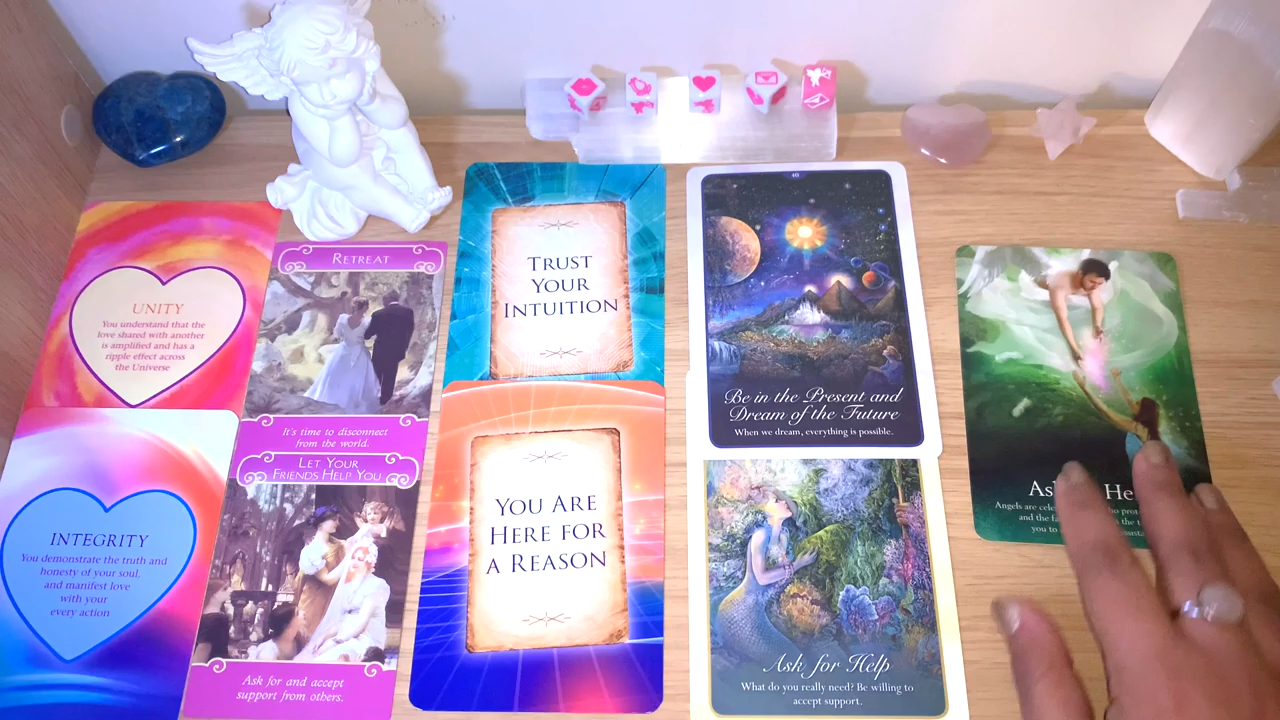 UNITY
You understand that the
love shared with another
is amplified and has a
ripple effect across
the Universe
INTEGRITY
You demonstrate the truth and
honesty of your soul,
and manifest love
with your
every action
RETREAT
It's time to disconnect
from the world.
LET YOUR
FRIENDS HELP YOU
Ask for and accept
support from others.
TRUST
YOUR
INTUITION
YOU ARE
HERE FOR
A REASON
40
Be in the Present and
Dream of the Future
When we dream, everything is possible.
Ask for Help
What do you really need? Be willing to
accept support.
Angels are
and the
you to